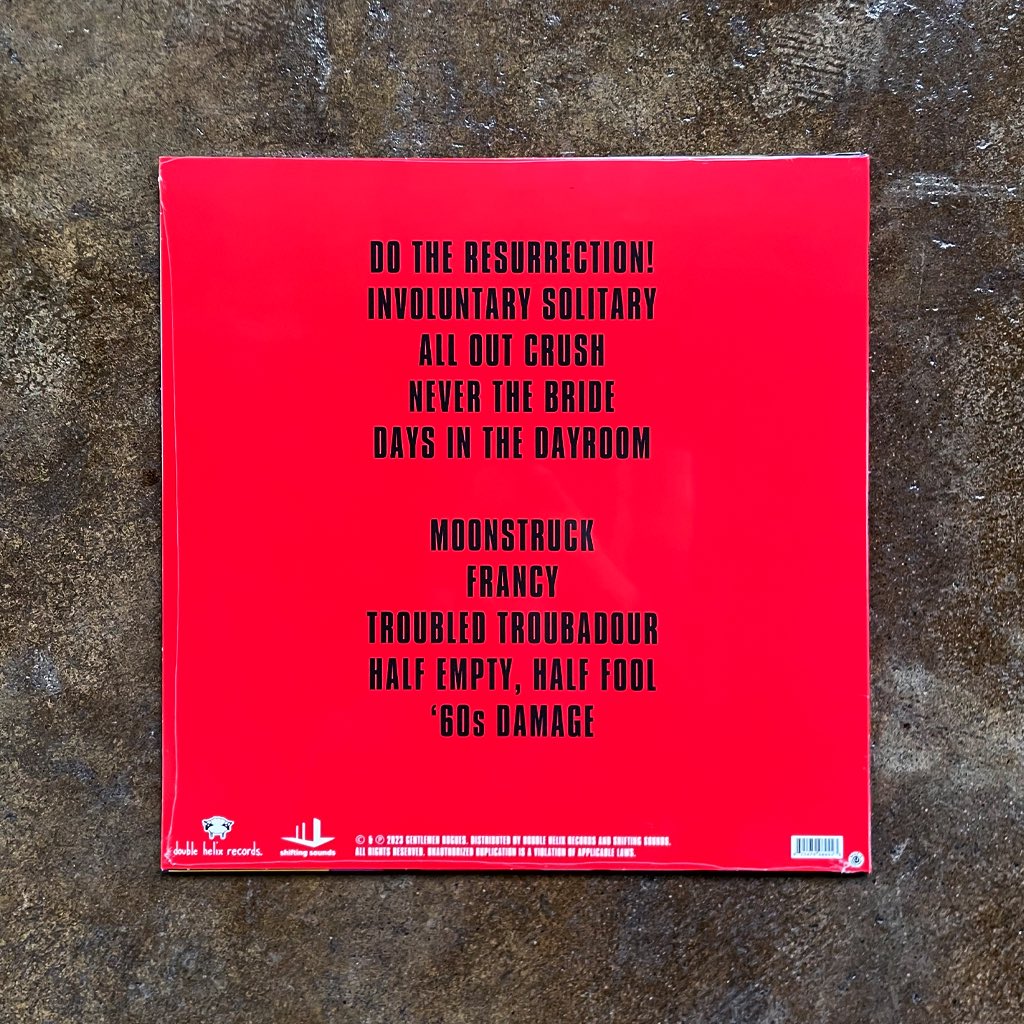 DO THE RESURRECTION!
INVOLUNTARY SOLITARY
ALL OUT CRUSH
NEVER THE BRIDE
DAYS IN THE DAYROOM
MOONSTRUCK
FRANCY
TROUBLED TROUBADOUR
HALF EMPTY, HALF FOOL
‘60s DAMAGE
double helix records.
shifting sounds
© & ℗ 2023 GENTLEMEN ROGUES. DISTRIBUTED BY DOUBLE HELIX RECORDS AND SHIFTING SOUNDS.
ALL RIGHTS RESERVED. UNAUTHORIZED DUPLICATION IS A VIOLATION OF APPLICABLE LAWS.